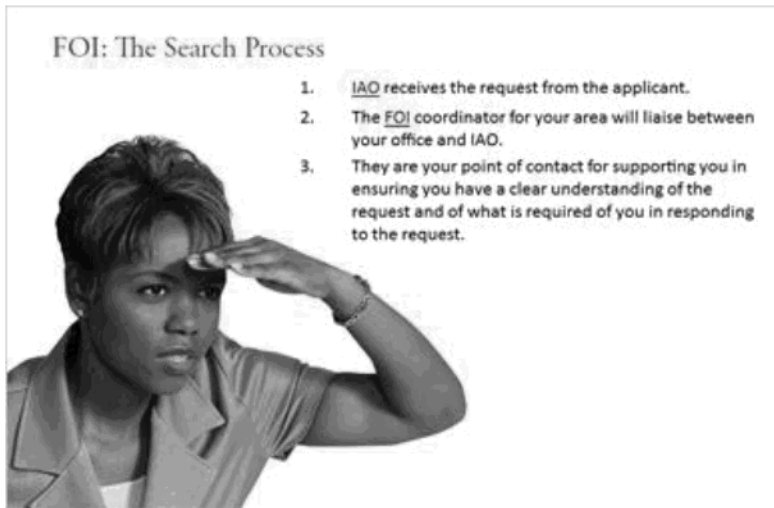 FOI: The Search Process
1. IAO receives the request from the applicant.
2. The FOI coordinator for your area will liaise between
your office and IAO.
3. They are your point of contact for supporting you in
ensuring you have a clear understanding of the
request and of what is required of you in responding
to the request.